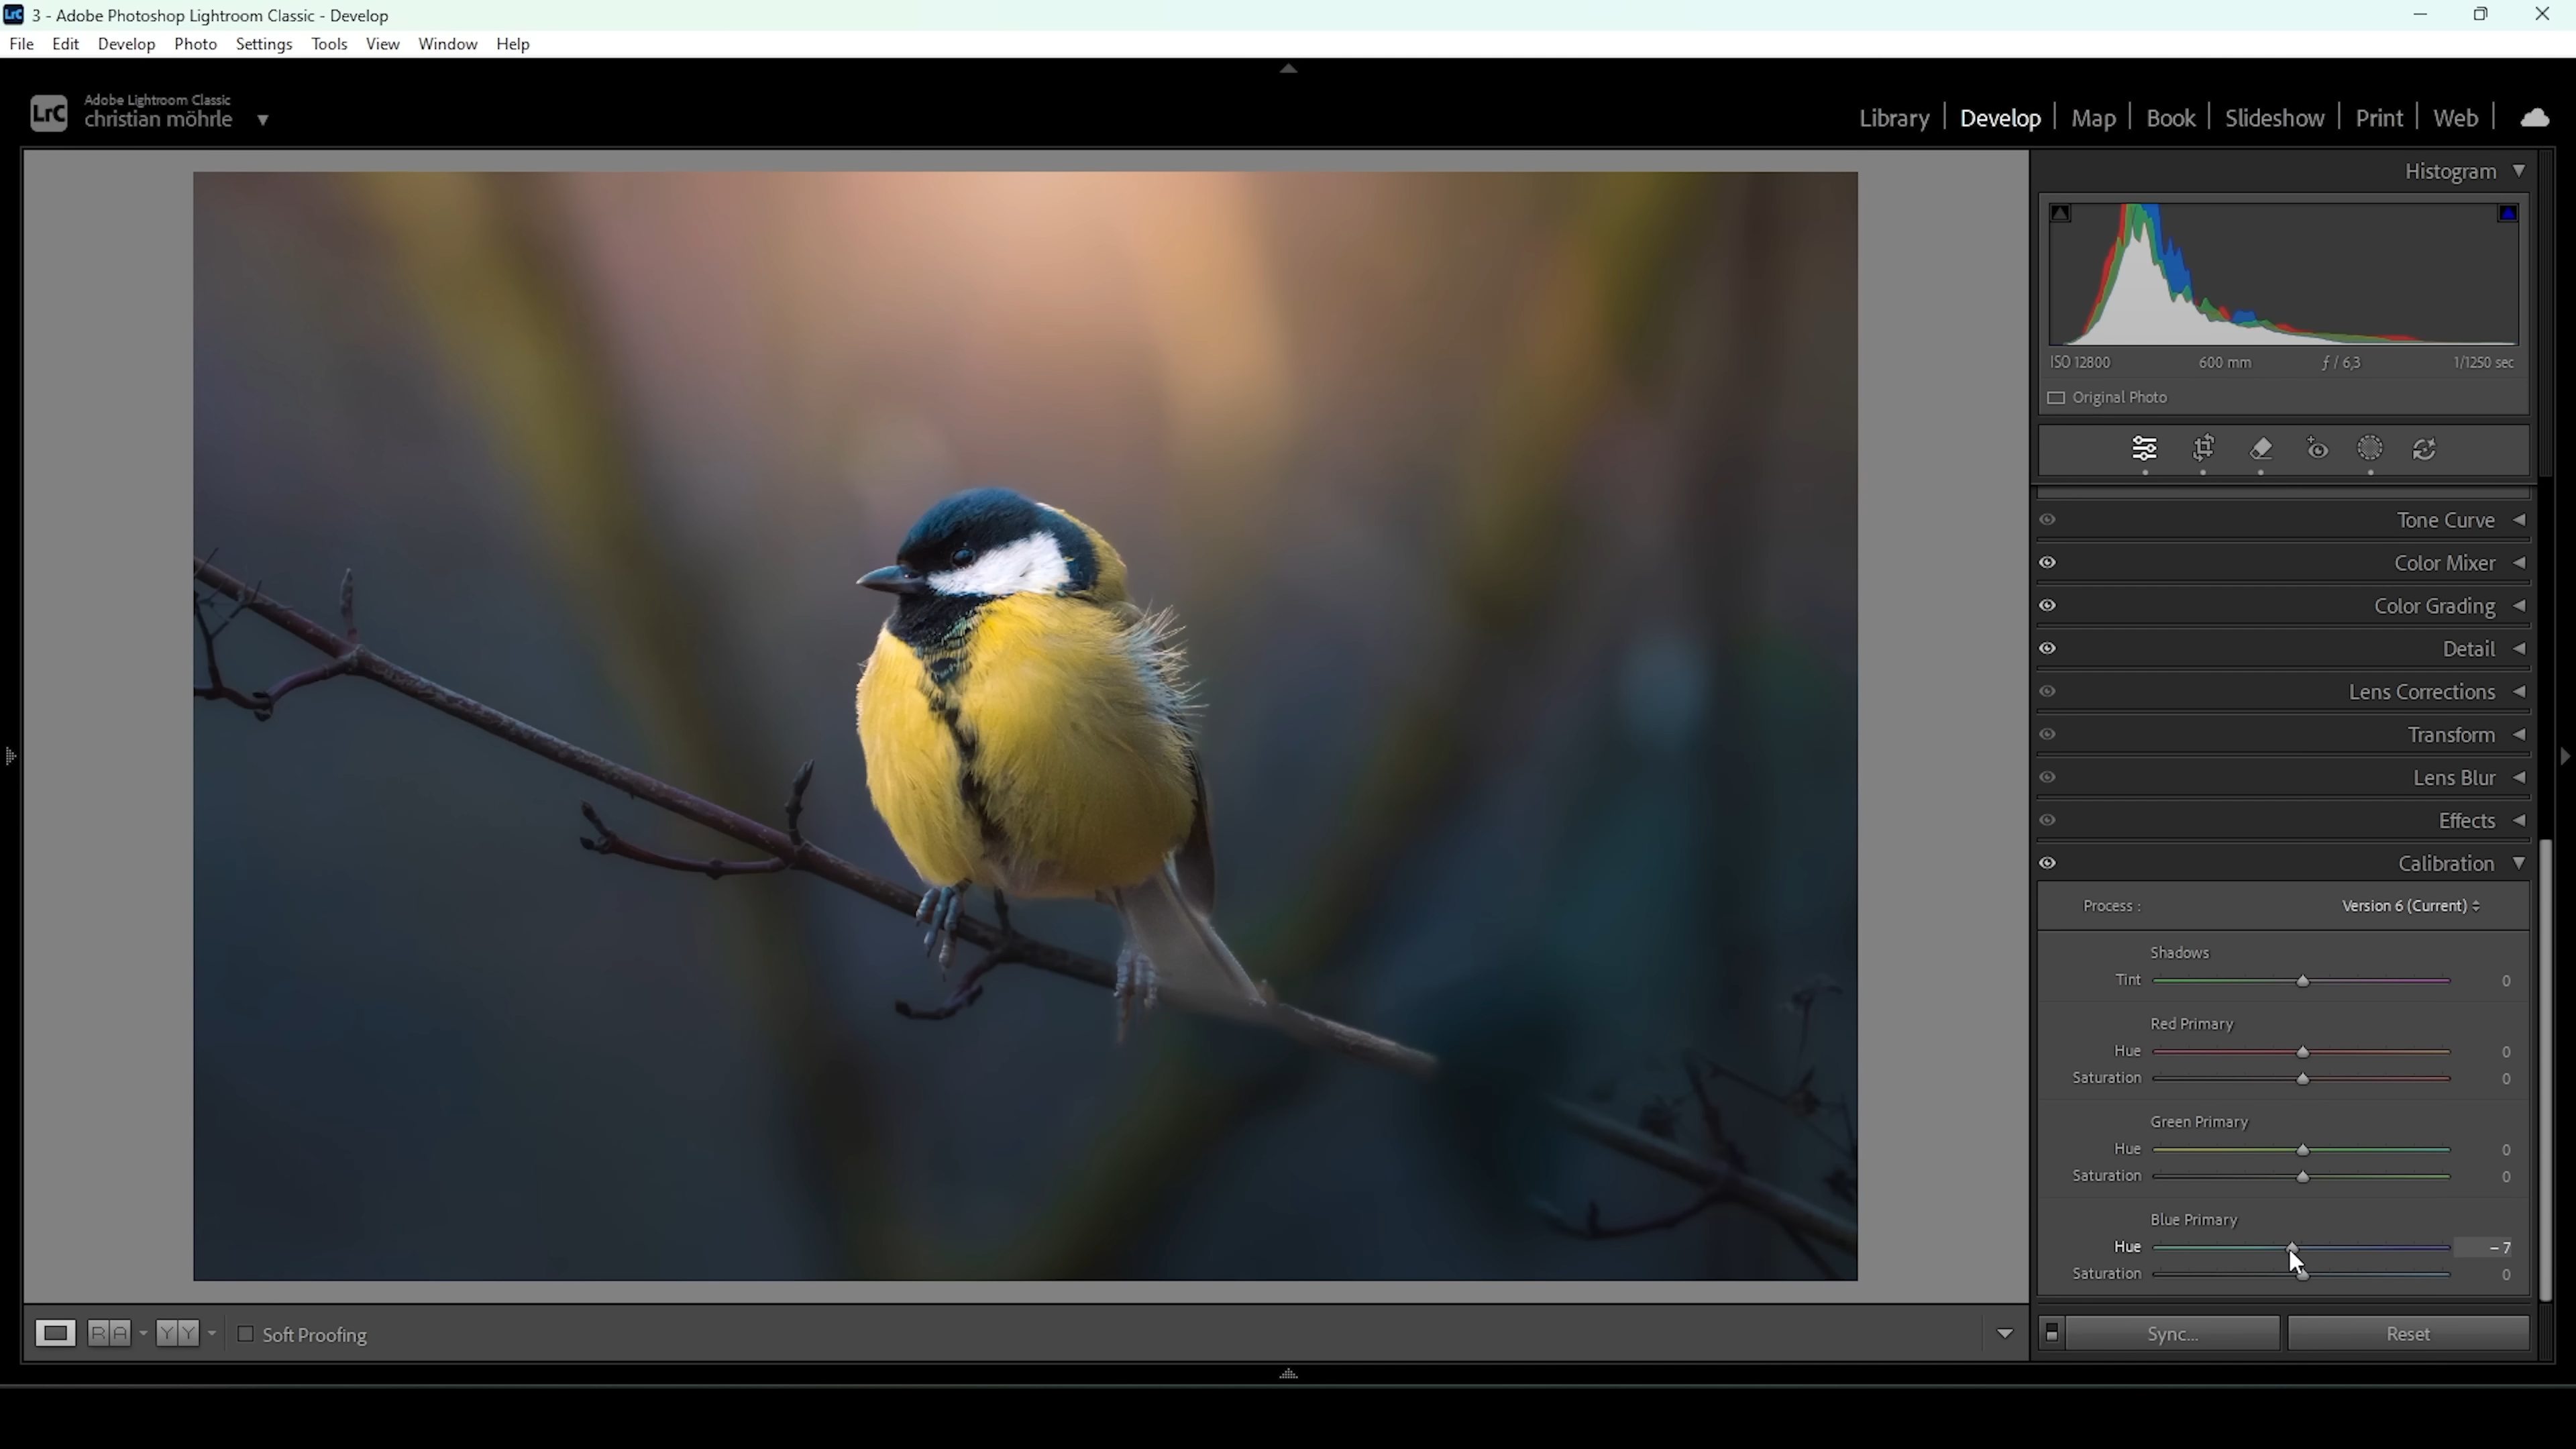 LrC 3 - Adobe Photoshop Lightroom Classic - Develop
File Edit Develop Photo Settings Tools View Window Help
LrC Adobe Lightroom Classic
christian möhrle
Library | Develop | Map | Book | Slideshow | Print | Web |
Histogram
ISO 12800 600 mm ƒ / 6,3 1/1250 sec
Original Photo
Tone Curve
Color Mixer
Color Grading
Detail
Lens Corrections
Transform
Lens Blur
Effects
Calibration
Process : Version 6 (Current)
Shadows
Tint 0
Red Primary
Hue 0
Saturation 0
Green Primary
Hue 0
Saturation 0
Blue Primary
Hue – 7
Saturation 0
R A Y Y Soft Proofing
Sync... Reset